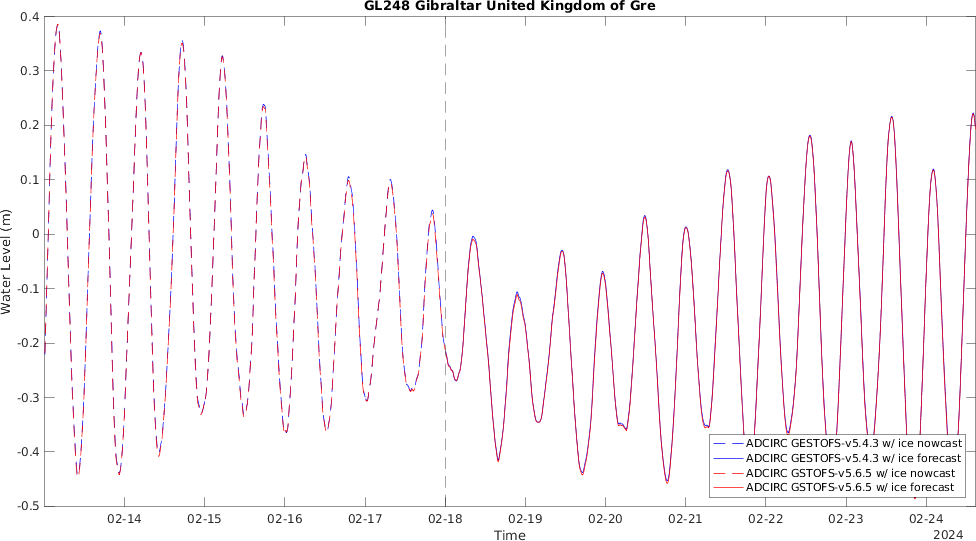 GL248 Gibraltar United Kingdom of Gre
0.4
0.3
0.2
0.1
0
-0.1
-0.2
-0.3
-0.4
-0.5
Water Level (m)
02-14 02-15 02-16 02-17 02-18 02-19 02-20 02-21 02-22 02-23 02-24
Time
2024
ADCIRC GESTOFS-v5.4.3 w/ ice nowcast
ADCIRC GESTOFS-v5.4.3 w/ ice forecast
ADCIRC GSTOFS-v5.6.5 w/ ice nowcast
ADCIRC GSTOFS-v5.6.5 w/ ice forecast